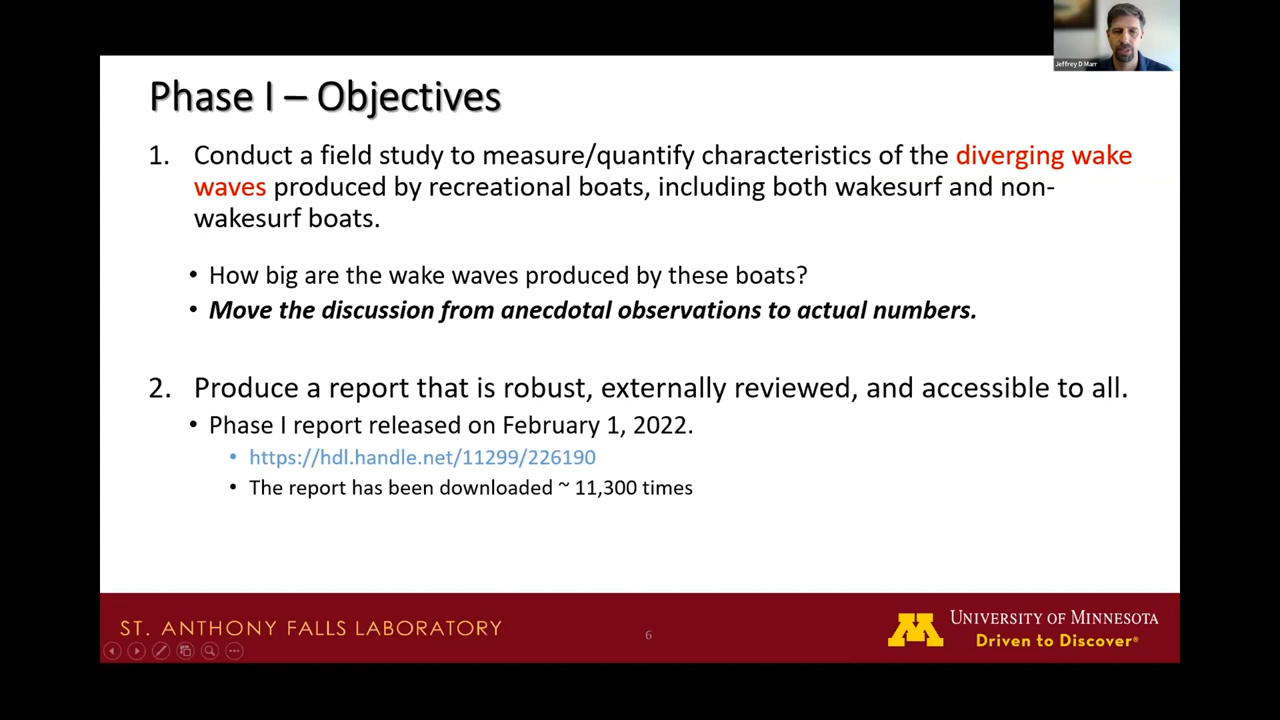 Jeffrey D Marr
Phase I – Objectives
1. Conduct a field study to measure/quantify characteristics of the diverging wake
waves produced by recreational boats, including both wakesurf and non-
wakesurf boats.
• How big are the wake waves produced by these boats?
• Move the discussion from anecdotal observations to actual numbers.
2. Produce a report that is robust, externally reviewed, and accessible to all.
• Phase I report released on February 1, 2022.
• https://hdl.handle.net/11299/226190
• The report has been downloaded ~ 11,300 times
ST. ANTHONY FALLS LABORATORY
6
M
UNIVERSITY OF MINNESOTA
Driven to Discover®